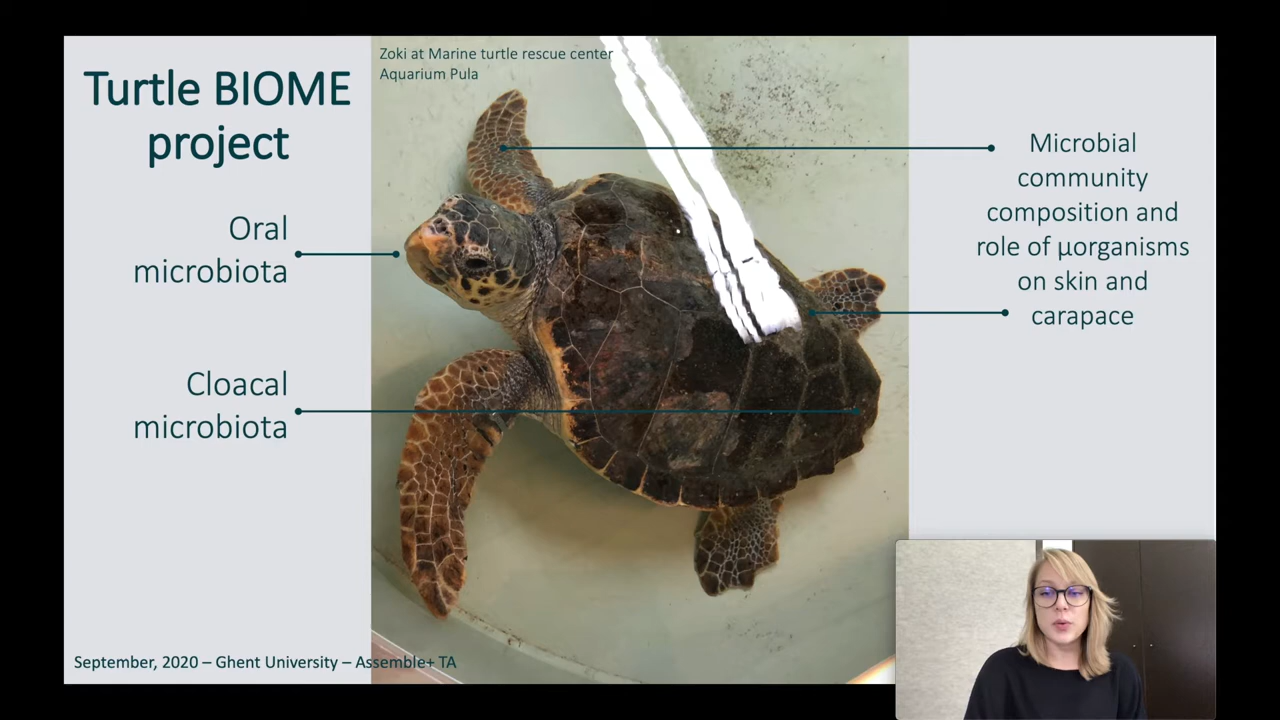 Zoki at Marine turtle rescue center
Aquarium Pula
Turtle BIOME
project
Oral
microbiota
Cloacal
microbiota
Microbial
community
composition and
role of µorganisms
on skin and
carapace
September, 2020 – Ghent University – Assemble+ TA